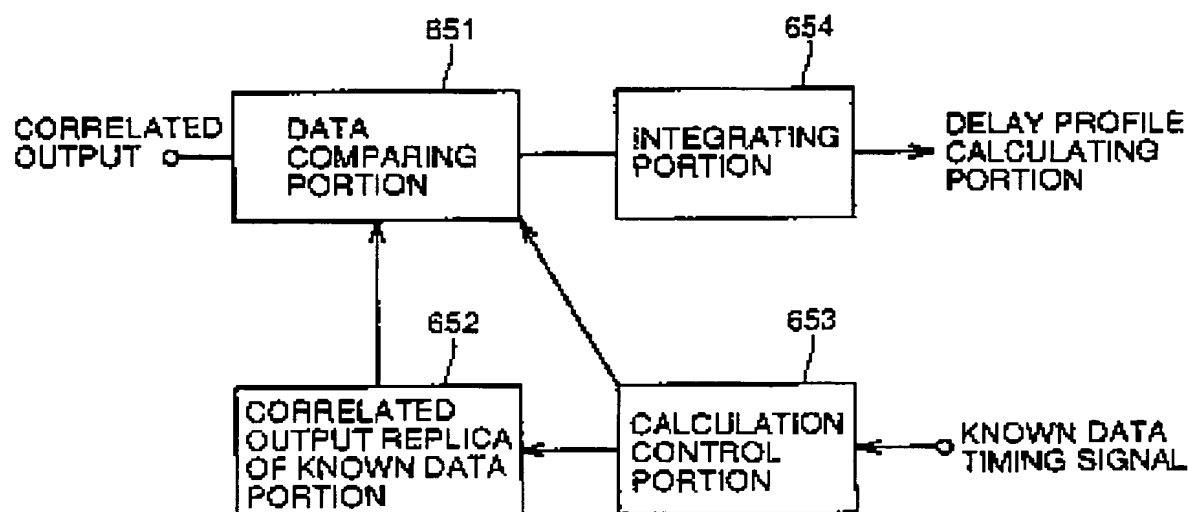 651
654
CORRELATED
OUTPUT
DATA
COMPARING
PORTION
INTEGRATING
PORTION
DELAY PROFILE
CALCULATING
PORTION
652
653
CORRELATED
OUTPUT REPLICA
OF KNOWN DATA
PORTION
CALCULATION
CONTROL
PORTION
KNOWN DATA
TIMING SIGNAL